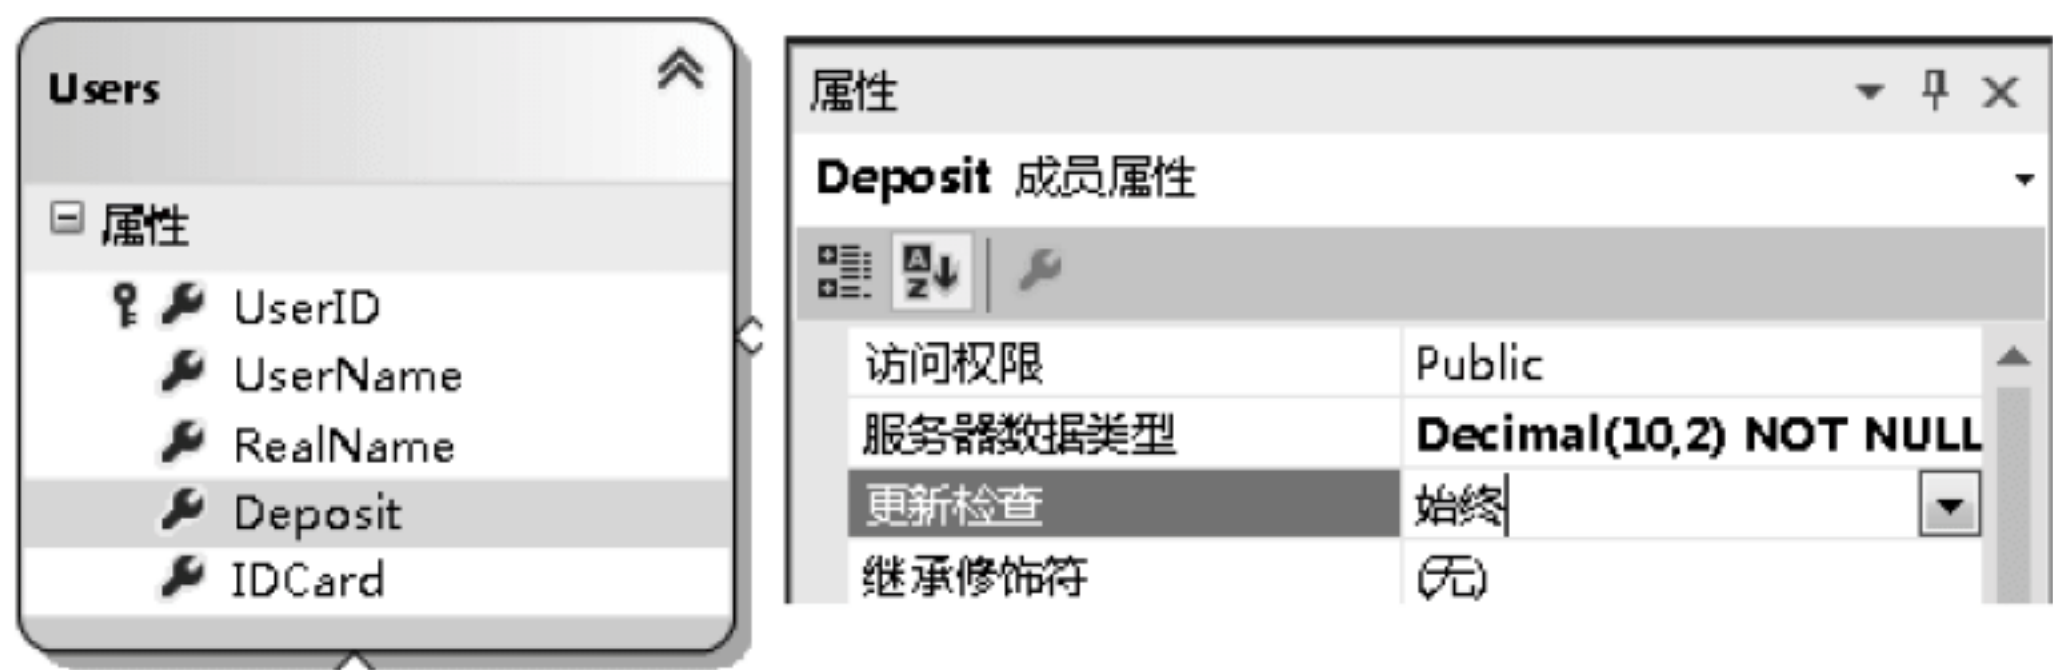 Users
属性
UserID
UserName
RealName
Deposit
IDCard
属性
Deposit 成员属性
访问权限 Public
服务器数据类型 Decimal(10,2) NOT NULL
更新检查 始终
继承修饰符 (无)